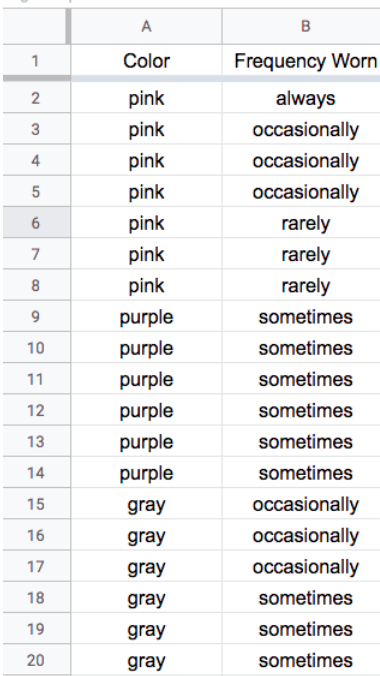 A B
1 Color Frequency Worn
2 pink always
3 pink occasionally
4 pink occasionally
5 pink occasionally
6 pink rarely
7 pink rarely
8 pink rarely
9 purple sometimes
10 purple sometimes
11 purple sometimes
12 purple sometimes
13 purple sometimes
14 purple sometimes
15 gray occasionally
16 gray occasionally
17 gray occasionally
18 gray sometimes
19 gray sometimes
20 gray sometimes